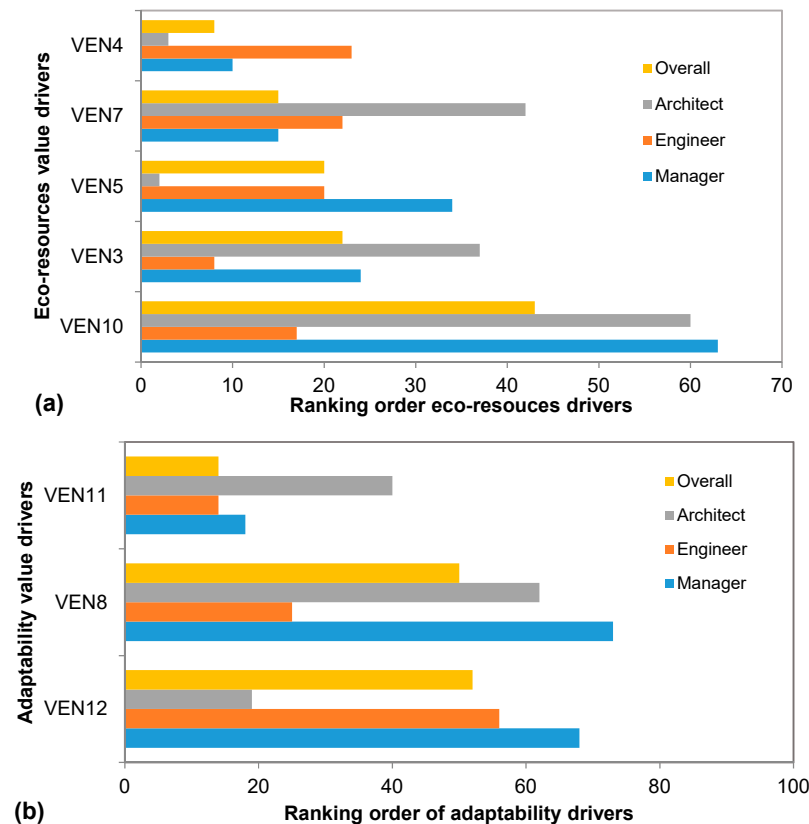 VEN4
VEN7
VEN5
VEN3
VEN10
Eco-resources value drivers
Overall
Architect
Engineer
Manager
0 10 20 30 40 50 60 70
Ranking order eco-resouces drivers
(a)
VEN11
VEN8
VEN12
Adaptability value drivers
Overall
Architect
Engineer
Manager
0 20 40 60 80 100
Ranking order of adaptability drivers
(b)